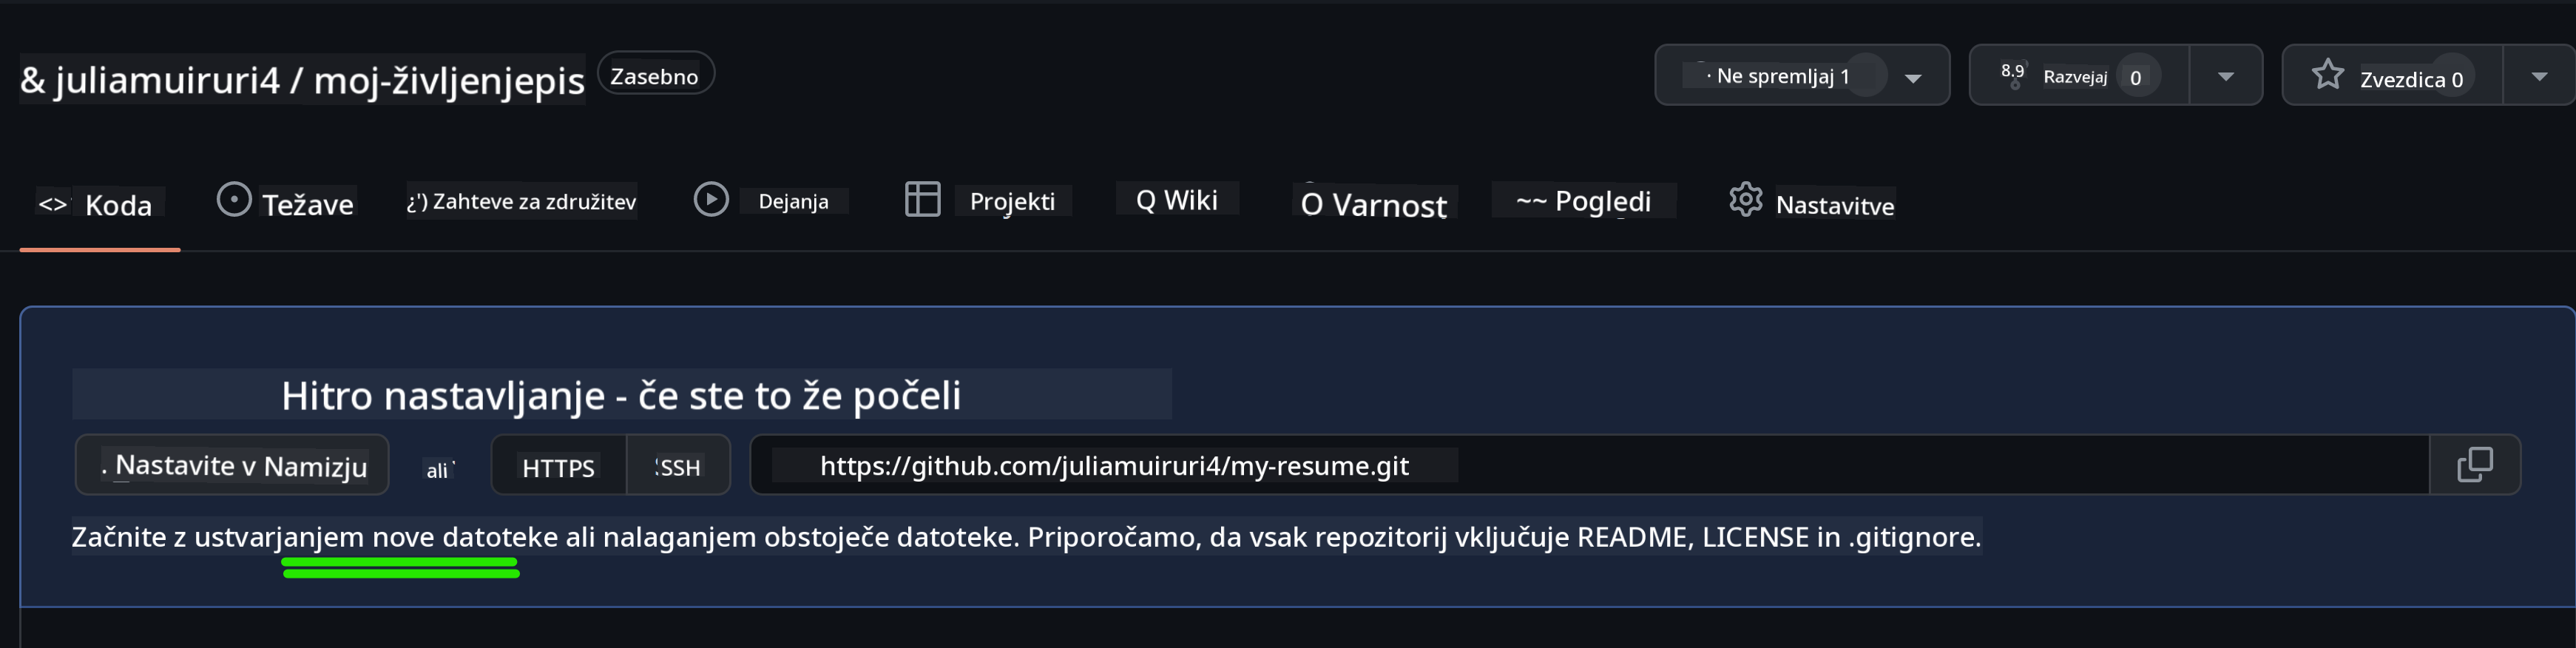 & juliamuiruri4 / moj-življenjepis Zasebno · Ne spremljaj 1 8.9 Razvejaj 0 Zvezdica 0
<> Koda Težave ¿') Zahteve za združitev Dejanja Projekti Q Wiki O Varnost ~~ Pogledi Nastavitve
Hitro nastavljanje - če ste to že počeli
. Nastavite v Namizju ali HTTPS SSH https://github.com/juliamuiruri4/my-resume.git
Začnite z ustvarjanjem nove datoteke ali nalaganjem obstoječe datoteke. Priporočamo, da vsak repozitorij vključuje README, LICENSE in .gitignore.